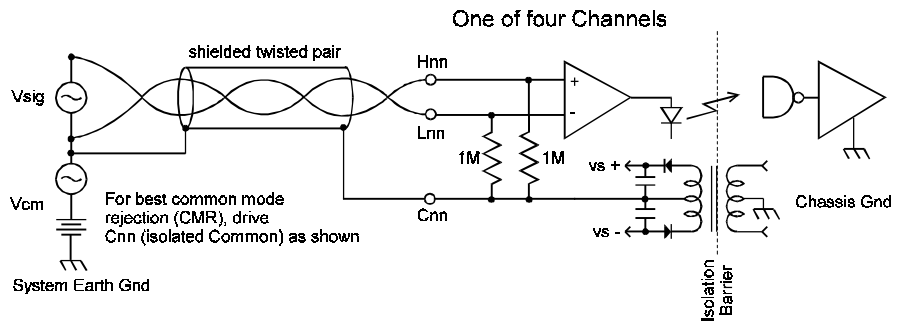 One of four Channels
shielded twisted pair
Hnn
Vsig
+
-
Lnn
1M
1M
vs +
Vcm
For best common mode
rejection (CMR), drive
Cnn (isolated Common) as shown
Cnn
Chassis Gnd
vs -
System Earth Gnd
Isolation
Barrier